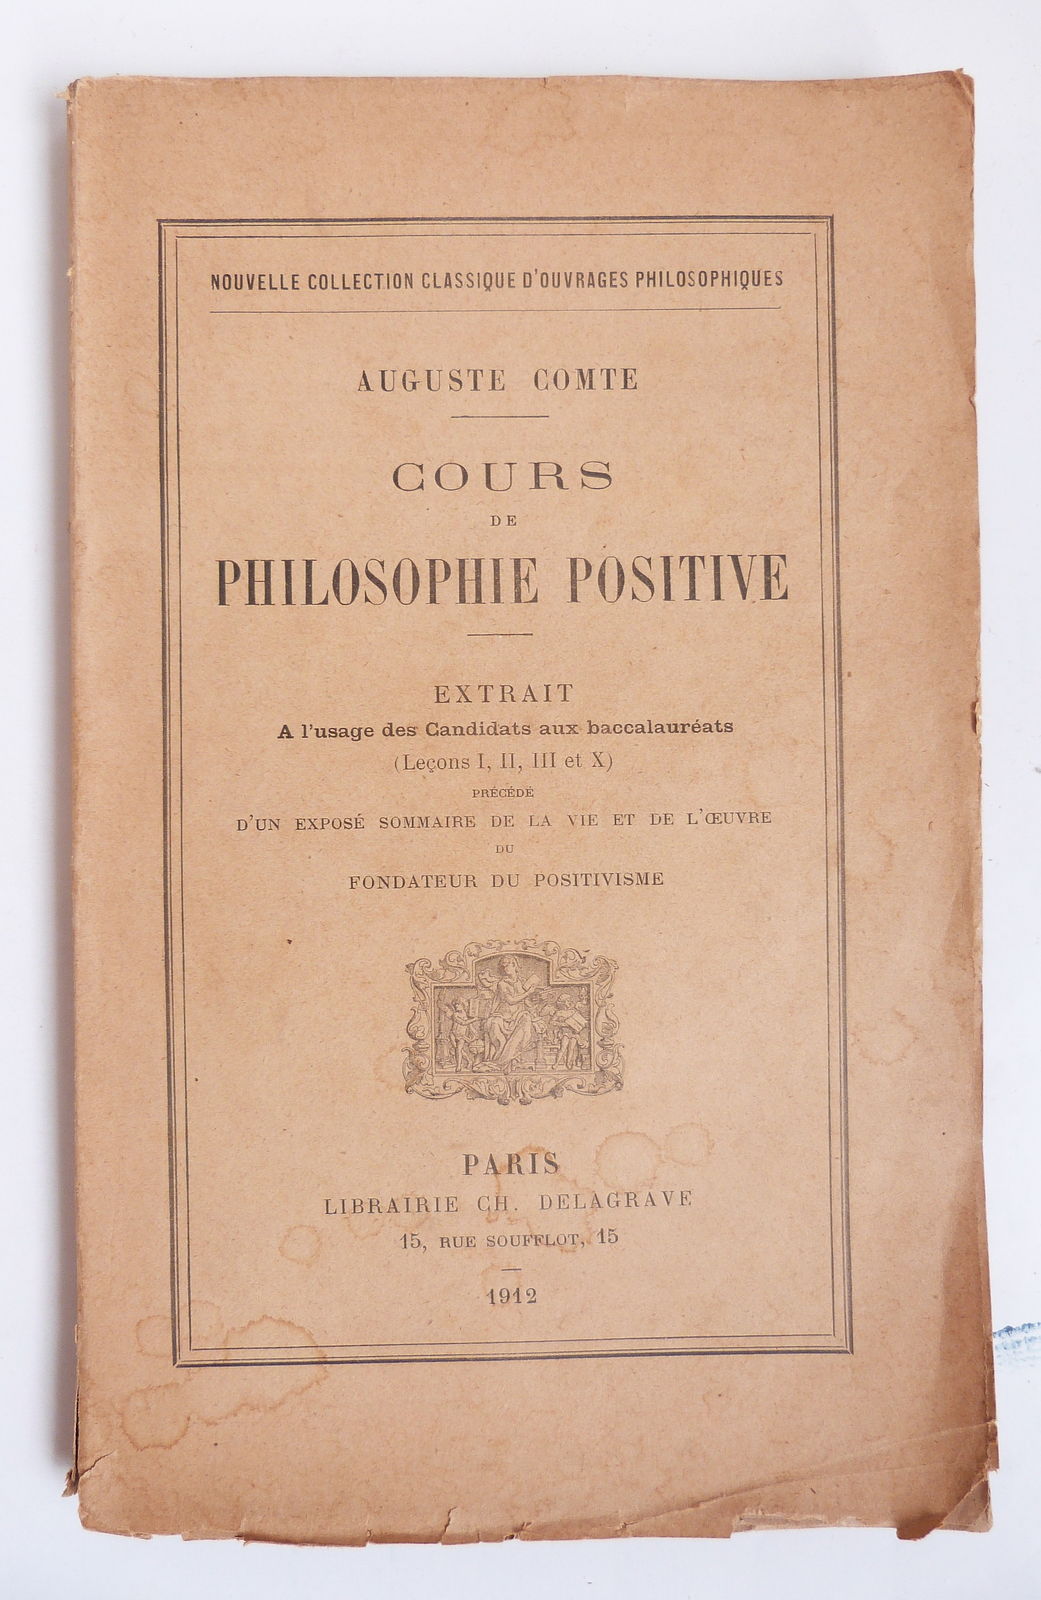 NOUVELLE COLLECTION CLASSIQUE D'OUVRAGES PHILOSOPHIQUES
AUGUSTE COMTE
COURS
DE
PHILOSOPHIE POSITIVE
EXTRAIT
A l'usage des Candidats aux baccalauréats
(Leçons I, II, III et X)
PRÉCÉDÉ
D'UN EXPOSÉ SOMMAIRE DE LA VIE ET DE L'ŒUVRE
DU
FONDATEUR DU POSITIVISME
PARIS
LIBRAIRIE CH. DELAGRAVE
15, RUE SOUFFLOT, 15
1912